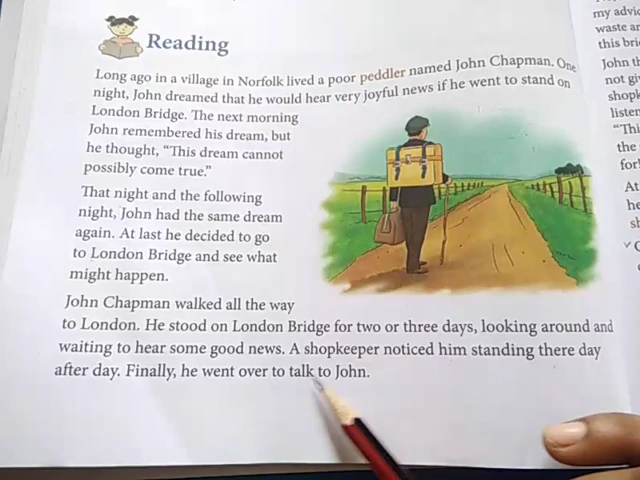 Reading
Long ago in a village in Norfolk lived a poor peddler named John Chapman. One
night, John dreamed that he would hear very joyful news if he went to stand on
London Bridge. The next morning
John remembered his dream, but
he thought, “This dream cannot
possibly come true.”
That night and the following
night, John had the same dream
again. At last he decided to go
to London Bridge and see what
might happen.
John Chapman walked all the way
to London. He stood on London Bridge for two or three days, looking around and
waiting to hear some good news. A shopkeeper noticed him standing there day
after day. Finally, he went over to talk to John.
my advic
waste an
this brid
John th
not giv
shopk
listen
“Thi
the
for!
At
he